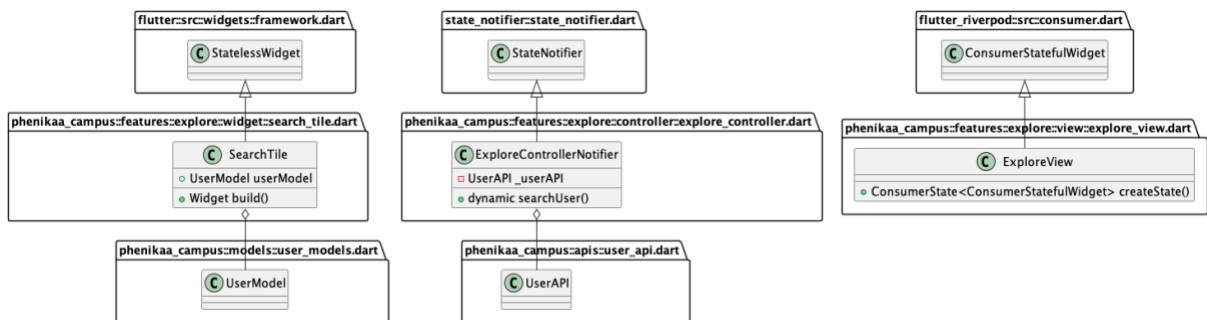 flutter::src::widgets::framework.dart
C StatelessWidget
phenikaa_campus::features::explore::widget::search_tile.dart
C SearchTile
UserModel userModel
Widget build()
phenikaa_campus::models::user_models.dart
C UserModel
state_notifier::state_notifier.dart
C StateNotifier
phenikaa_campus::features::explore::controller::explore_controller.dart
C ExploreControllerNotifier
UserAPI _userAPI
dynamic searchUser()
phenikaa_campus::apis::user_api.dart
C UserAPI
flutter_riverpod::src::consumer.dart
C ConsumerStatefulWidget
phenikaa_campus::features::explore::view::explore_view.dart
C ExploreView
ConsumerState<ConsumerStatefulWidget> createState()